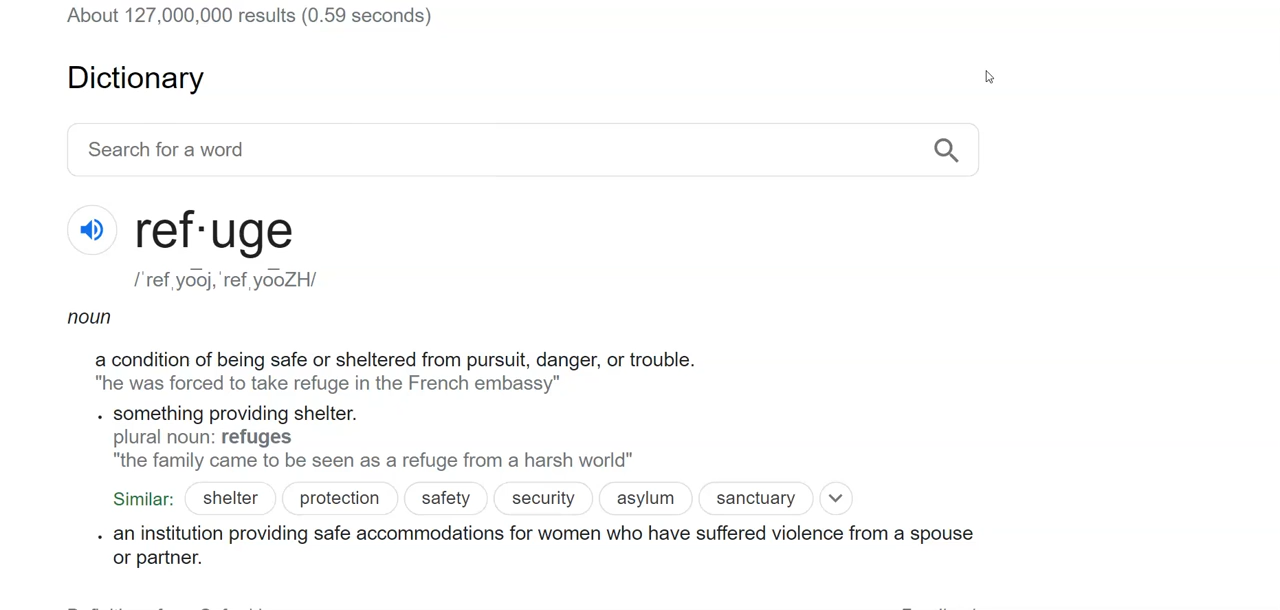 About 127,000,000 results (0.59 seconds)
Dictionary
Search for a word
ref·uge
/ˈrefˌyo͞oj,ˈrefˌyo͞oZH/
noun
a condition of being safe or sheltered from pursuit, danger, or trouble.
"he was forced to take refuge in the French embassy"
• something providing shelter.
plural noun: refuges
"the family came to be seen as a refuge from a harsh world"
Similar: shelter protection safety security asylum sanctuary
• an institution providing safe accommodations for women who have suffered violence from a spouse
or partner.